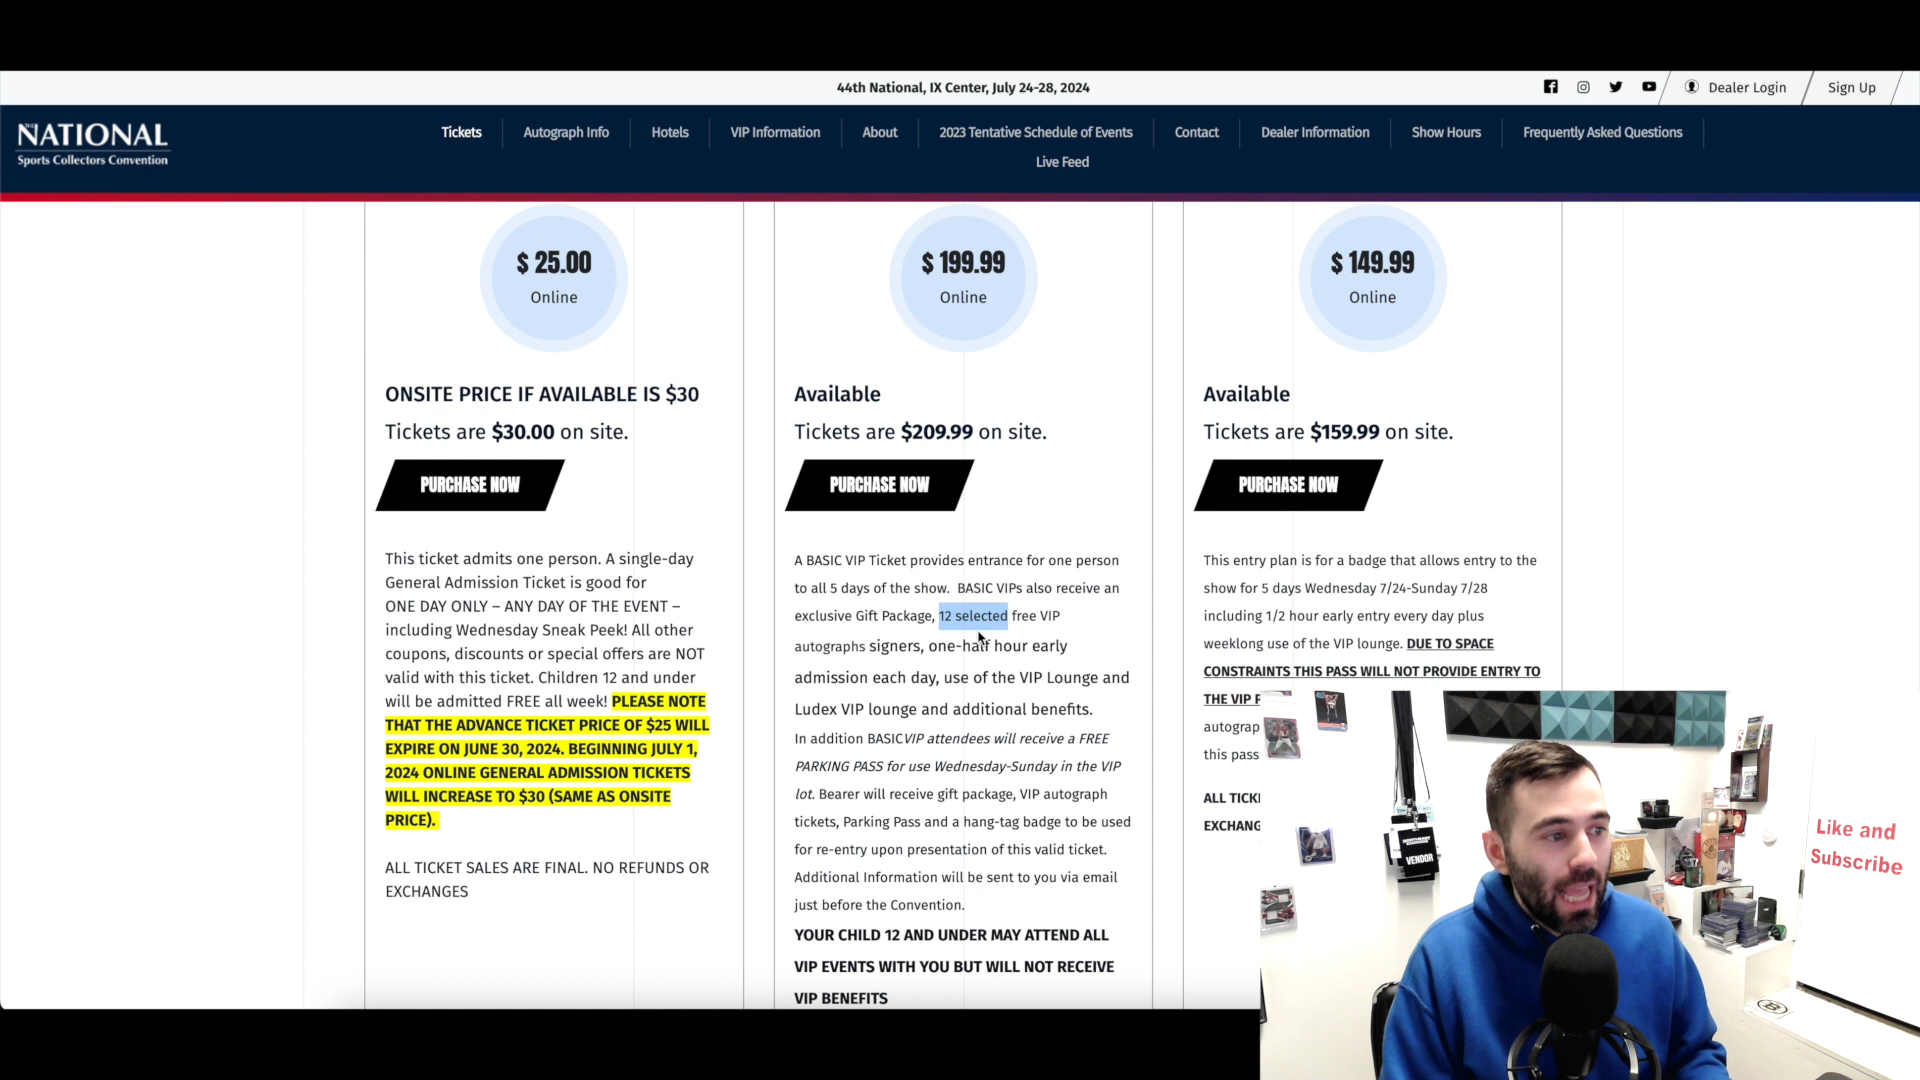 44th National, IX Center, July 24-28, 2024
Dealer Login
Sign Up
THE
NATIONAL
Sports Collectors Convention
Tickets
Autograph Info
Hotels
VIP Information
About
2023 Tentative Schedule of Events
Contact
Dealer Information
Show Hours
Frequently Asked Questions
Live Feed
$ 25.00
Online
ONSITE PRICE IF AVAILABLE IS $30
Tickets are $30.00 on site.
PURCHASE NOW
This ticket admits one person. A single-day
General Admission Ticket is good for
ONE DAY ONLY – ANY DAY OF THE EVENT –
including Wednesday Sneak Peek! All other
coupons, discounts or special offers are NOT
valid with this ticket. Children 12 and under
will be admitted FREE all week! PLEASE NOTE
THAT THE ADVANCE TICKET PRICE OF $25 WILL
EXPIRE ON JUNE 30, 2024. BEGINNING JULY 1,
2024 ONLINE GENERAL ADMISSION TICKETS
WILL INCREASE TO $30 (SAME AS ONSITE
PRICE).
ALL TICKET SALES ARE FINAL. NO REFUNDS OR
EXCHANGES
$ 199.99
Online
Available
Tickets are $209.99 on site.
PURCHASE NOW
A BASIC VIP Ticket provides entrance for one person
to all 5 days of the show. BASIC VIPs also receive an
exclusive Gift Package, 12 selected free VIP
autographs signers, one-half hour early
admission each day, use of the VIP Lounge and
Ludex VIP lounge and additional benefits.
In addition BASICVIP attendees will receive a FREE
PARKING PASS for use Wednesday-Sunday in the VIP
lot. Bearer will receive gift package, VIP autograph
tickets, Parking Pass and a hang-tag badge to be used
for re-entry upon presentation of this valid ticket.
Additional Information will be sent to you via email
just before the Convention.
YOUR CHILD 12 AND UNDER MAY ATTEND ALL
VIP EVENTS WITH YOU BUT WILL NOT RECEIVE
VIP BENEFITS
$ 149.99
Online
Available
Tickets are $159.99 on site.
PURCHASE NOW
This entry plan is for a badge that allows entry to the
show for 5 days Wednesday 7/24-Sunday 7/28
including 1/2 hour early entry every day plus
weeklong use of the VIP lounge. DUE TO SPACE
CONSTRAINTS THIS PASS WILL NOT PROVIDE ENTRY TO
THE VIP
autograp
this pass
ALL TICK
EXCHANG
VENDOR
Like and
Subscribe